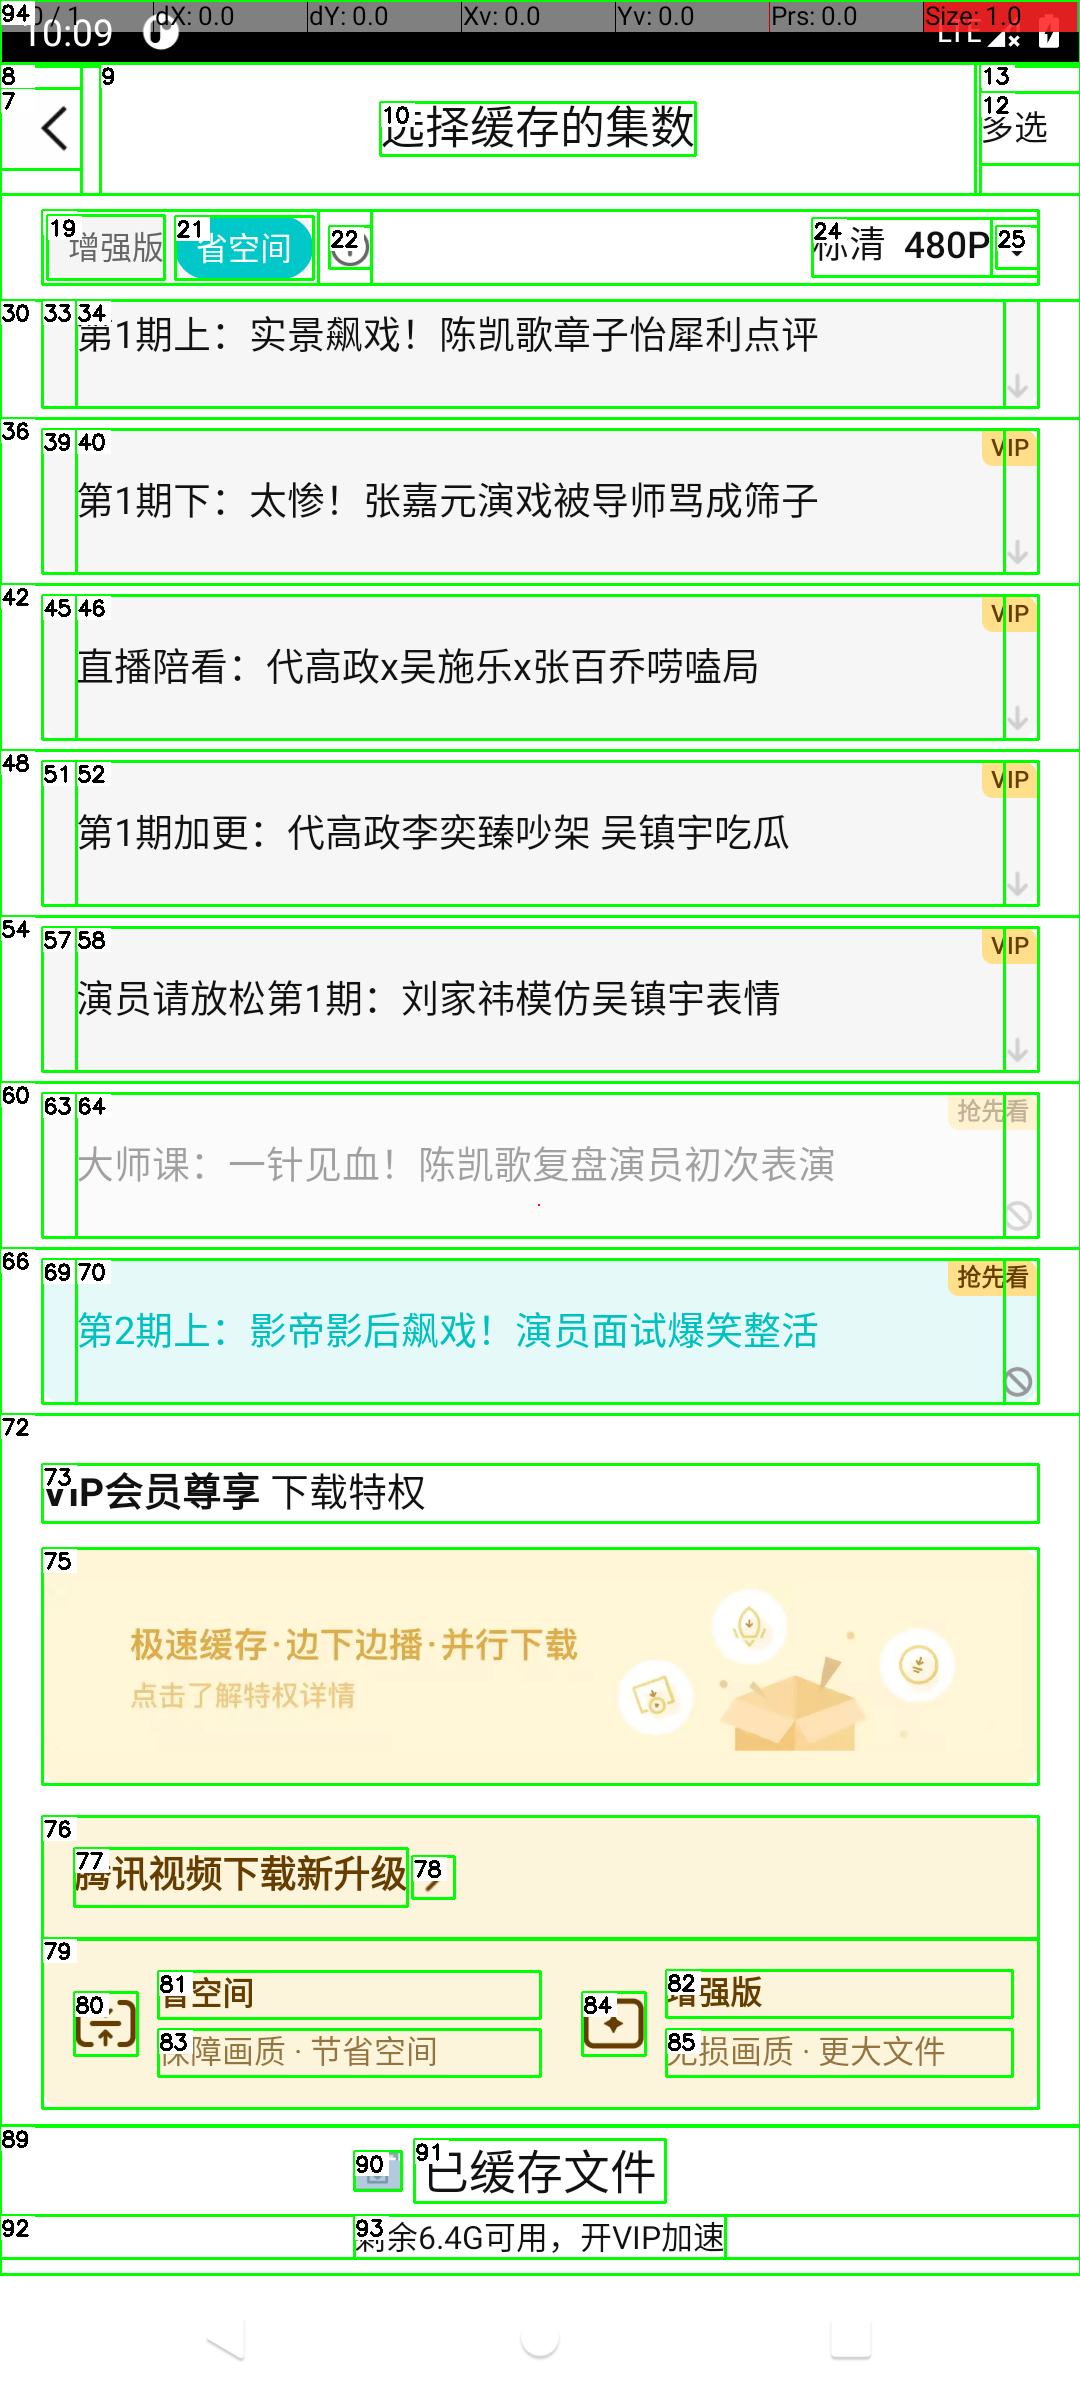 94 0 / 1 dX: 0.0 dY: 0.0 Xv: 0.0 Yv: 0.0 Prs: 0.0 Size: 1.0
10:09 LTE
8 9 13
7 10 选择缓存的集数 12 多选
19 增强版 21 省空间 22 24 标清 480P 25
30 33 34
第1期上：实景飙戏！陈凯歌章子怡犀利点评
36 39 40 VIP
第1期下：太惨！张嘉元演戏被导师骂成筛子
42 45 46 VIP
直播陪看：代高政x吴施乐x张百乔唠嗑局
48 51 52 VIP
第1期加更：代高政李奕臻吵架 吴镇宇吃瓜
54 57 58 VIP
演员请放松第1期：刘家祎模仿吴镇宇表情
60 63 64 抢先看
大师课：一针见血！陈凯歌复盘演员初次表演
66 69 70 抢先看
第2期上：影帝影后飙戏！演员面试爆笑整活
72
73 VIP会员尊享 下载特权
75
极速缓存·边下边播·并行下载
点击了解特权详情
76
77 腾讯视频下载新升级 78
79
80 81 省空间 84 82 增强版
83 保障画质 · 节省空间 85 无损画质 · 更大文件
89
90 91 已缓存文件
92 93 剩余6.4G可用，开VIP加速